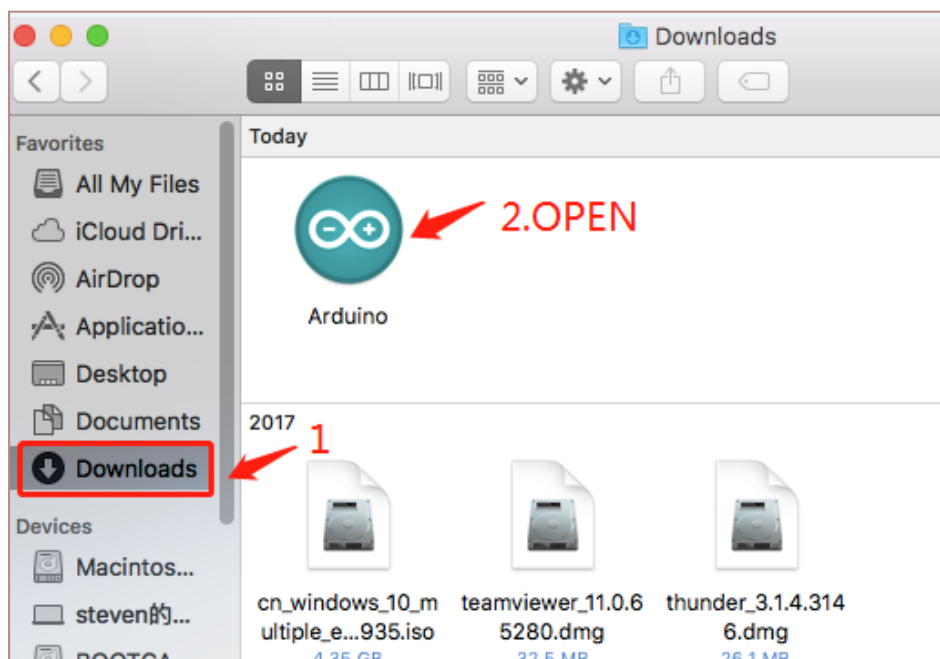 Downloads
Favorites
All My Files
iCloud Dri...
AirDrop
Applicatio...
Desktop
Documents
Downloads
Devices
Macintos...
steven的...
BOOTCA
Today
2.OPEN
Arduino
2017
1
cn_windows_10_m
ultiple_e...935.iso
4.35 GB
teamviewer_11.0.6
5280.dmg
32.5 MB
thunder_3.1.4.314
6.dmg
26.1 MB